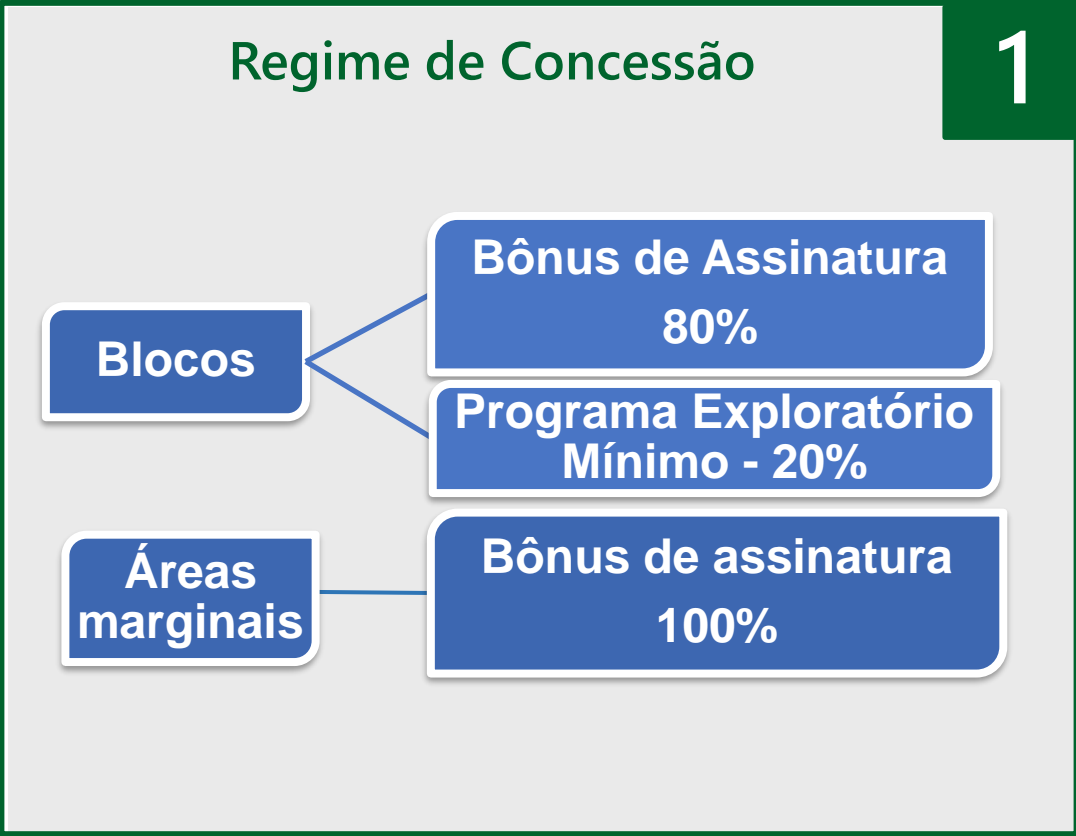 Regime de Concessão
1
Blocos
Bônus de Assinatura
80%
Programa Exploratório
Mínimo - 20%
Áreas
marginais
Bônus de assinatura
100%